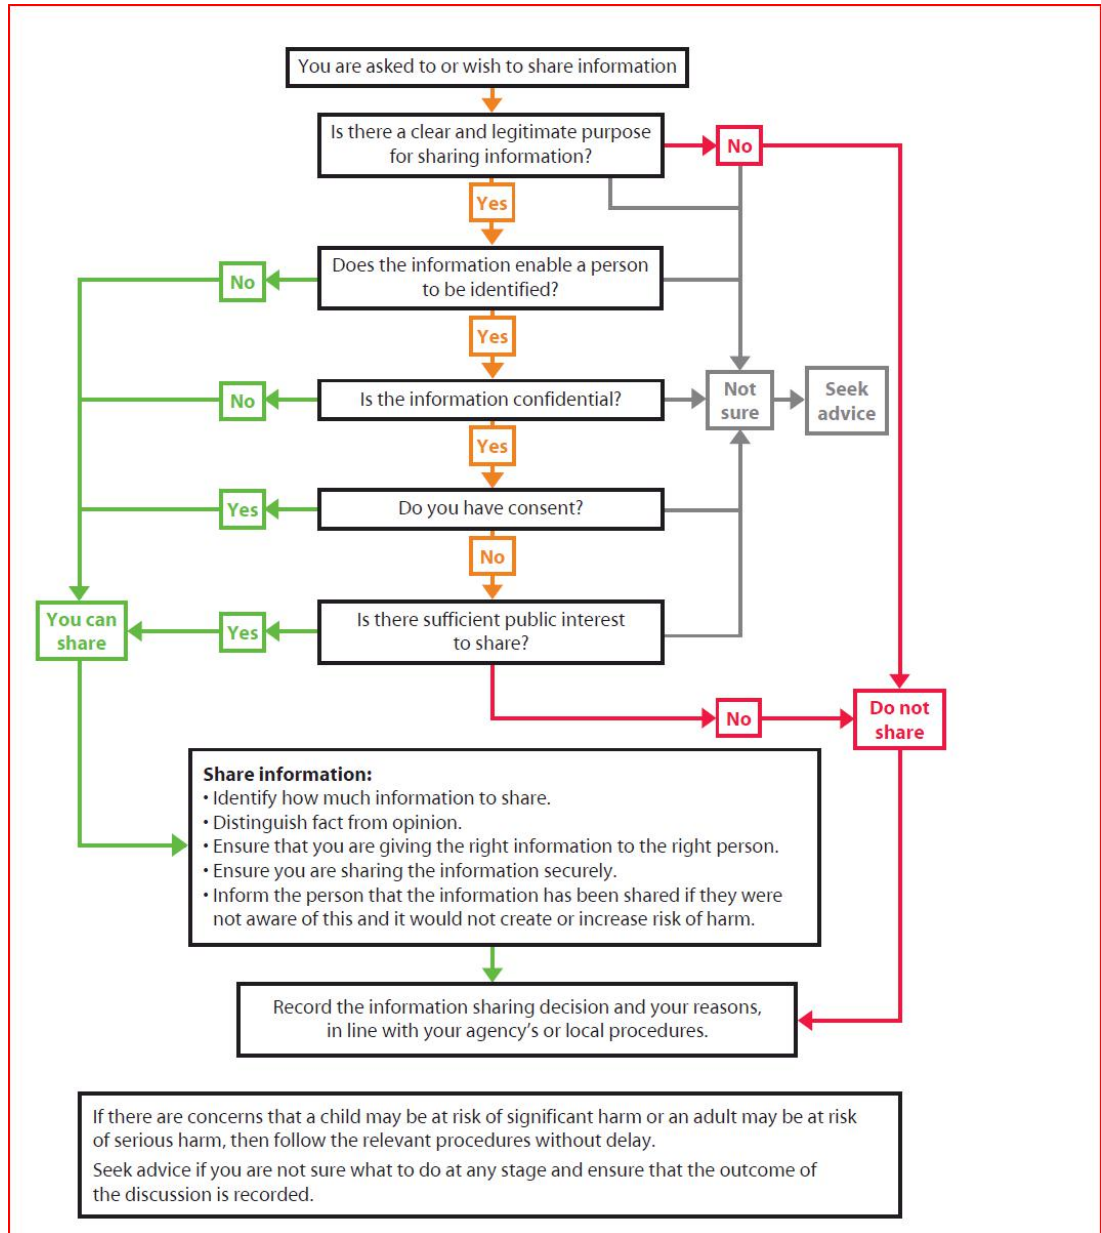 You are asked to or wish to share information
Is there a clear and legitimate purpose
for sharing information?
No
Yes
Does the information enable a person
to be identified?
No
Yes
Is the information confidential?
No
Not
sure
Seek
advice
Yes
Do you have consent?
Yes
No
Is there sufficient public interest
to share?
Yes
You can
share
No
Do not
share
Share information:
• Identify how much information to share.
• Distinguish fact from opinion.
• Ensure that you are giving the right information to the right person.
• Ensure you are sharing the information securely.
• Inform the person that the information has been shared if they were
not aware of this and it would not create or increase risk of harm.
Record the information sharing decision and your reasons,
in line with your agency’s or local procedures.
If there are concerns that a child may be at risk of significant harm or an adult may be at risk
of serious harm, then follow the relevant procedures without delay.
Seek advice if you are not sure what to do at any stage and ensure that the outcome of
the discussion is recorded.